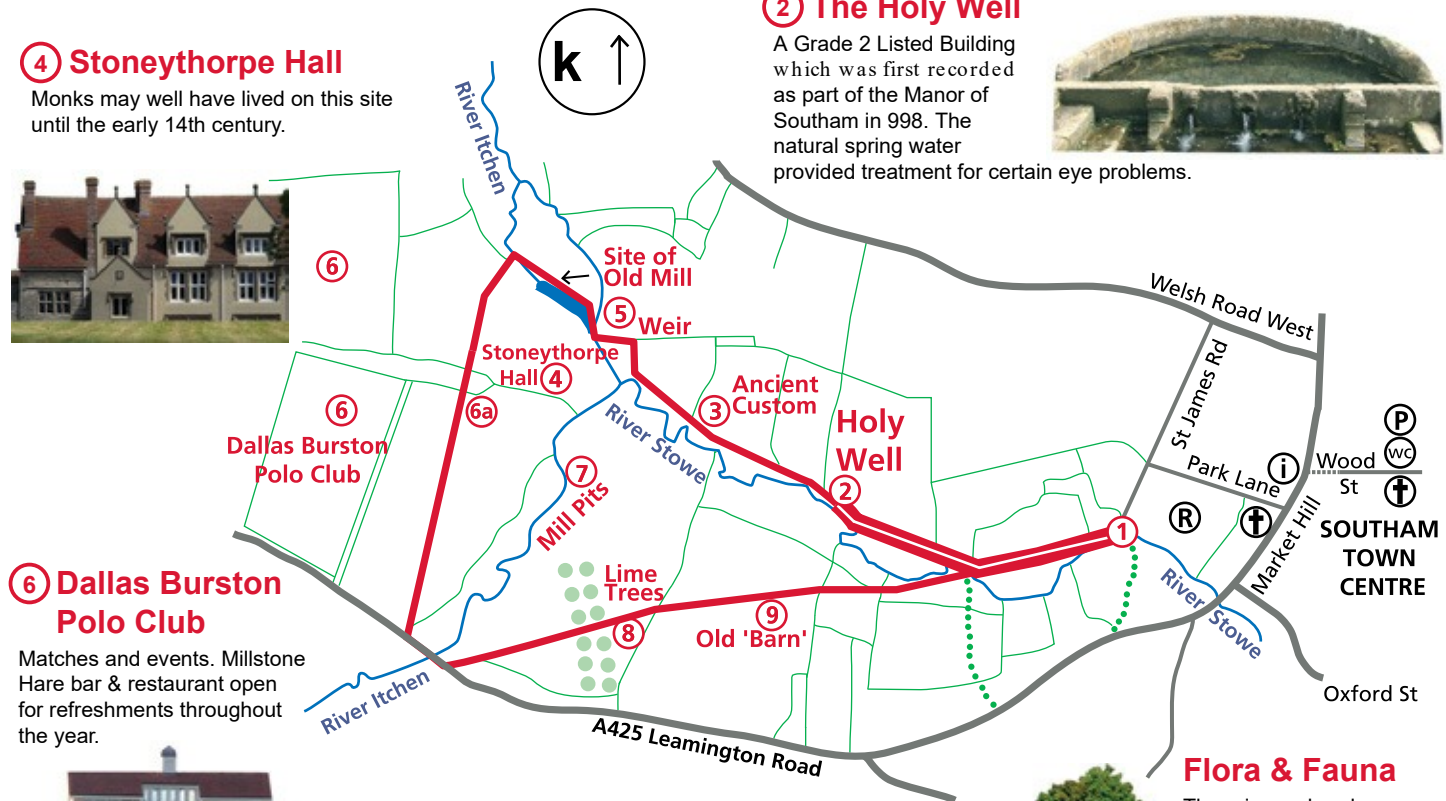 4 Stoneythorpe Hall
Monks may well have lived on this site
until the early 14th century.
k
2 The Holy Well
A Grade 2 Listed Building
which was first recorded
as part of the Manor of
Southam in 998. The
natural spring water
provided treatment for certain eye problems.
River Itchen
6
Site of
Old Mill
5
Weir
Stoneythorpe
Hall 4
6a
6
Dallas Burston
Polo Club
3
Ancient
Custom
River Stowe
Holy
Well
2
7
Mill Pits
Welsh Road West
St James Rd
Park Lane
i
P
WC
Wood
St
R
Market Hill
SOUTHAM
TOWN
CENTRE
1
River Stowe
Oxford St
Lime
Trees
8
9
Old 'Barn'
River Itchen
A425 Leamington Road
6 Dallas Burston
Polo Club
Matches and events. Millstone
Hare bar & restaurant open
for refreshments throughout
the year.
Flora & Fauna